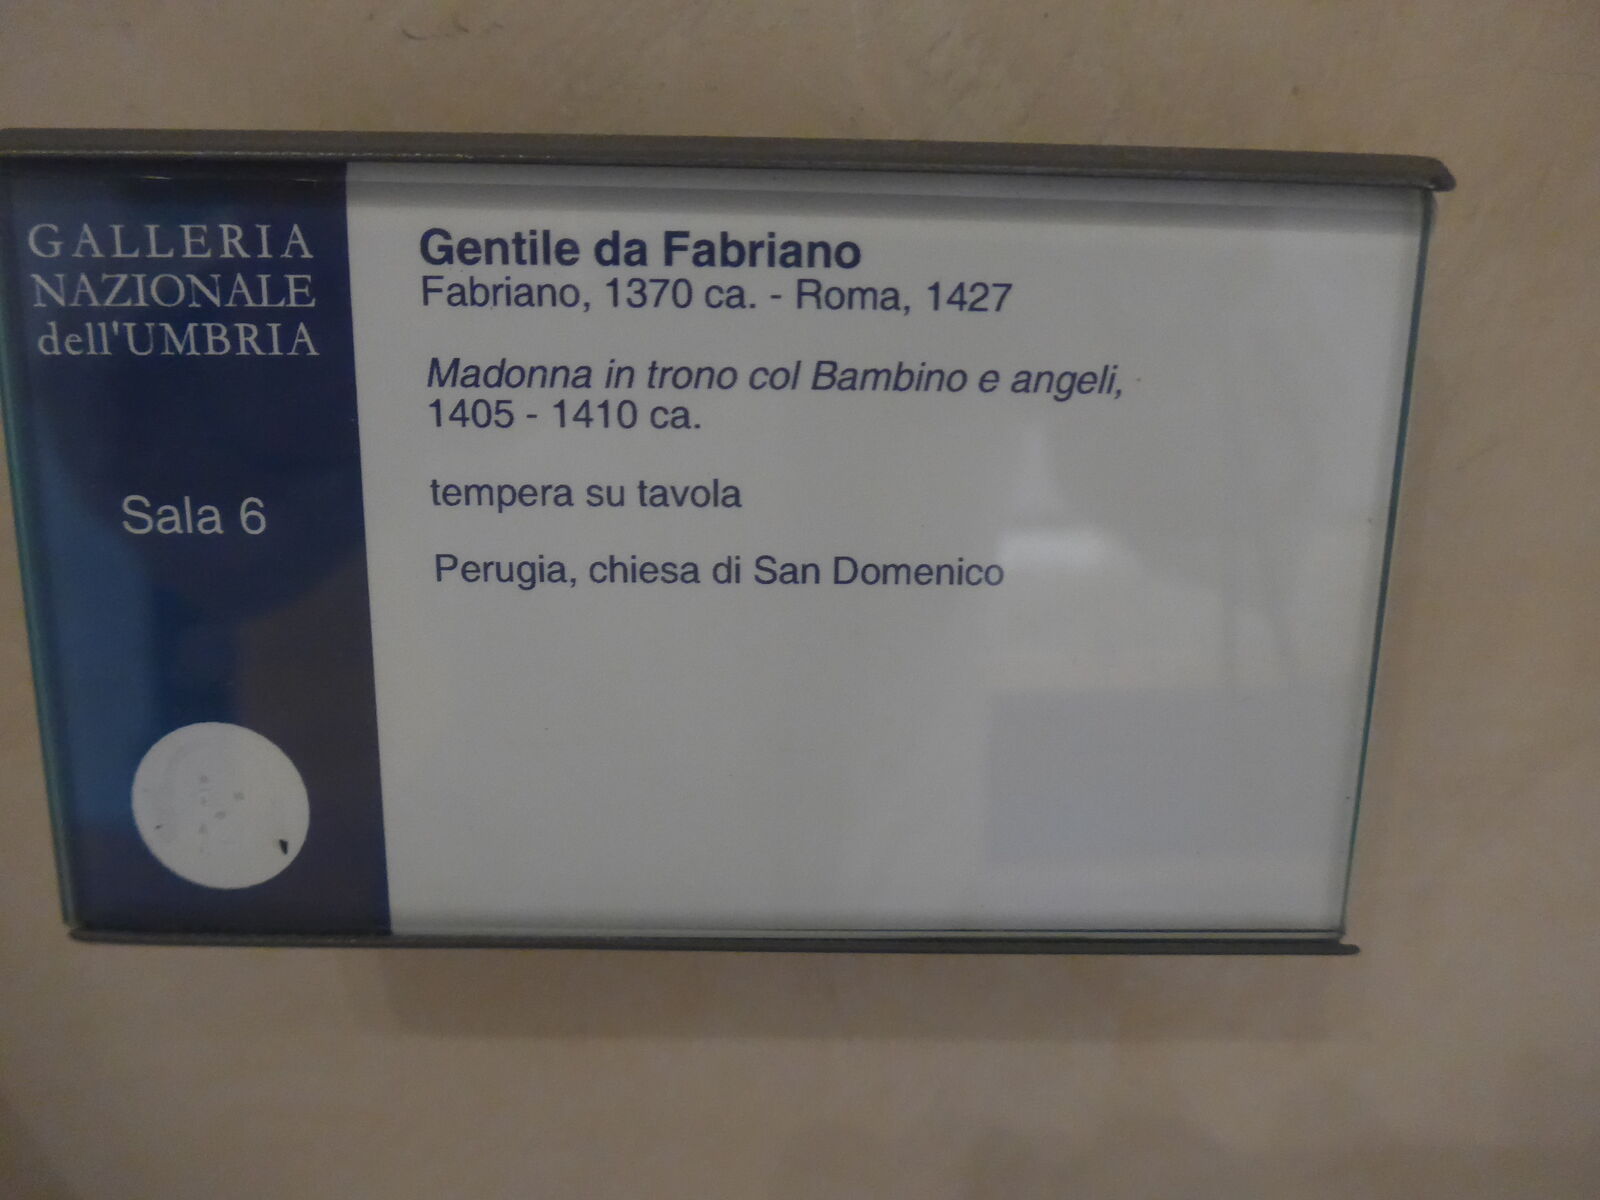 GALLERIA
NAZIONALE
dell'UMBRIA
Sala 6
Gentile da Fabriano
Fabriano, 1370 ca. - Roma, 1427
Madonna in trono col Bambino e angeli,
1405 - 1410 ca.
tempera su tavola
Perugia, chiesa di San Domenico